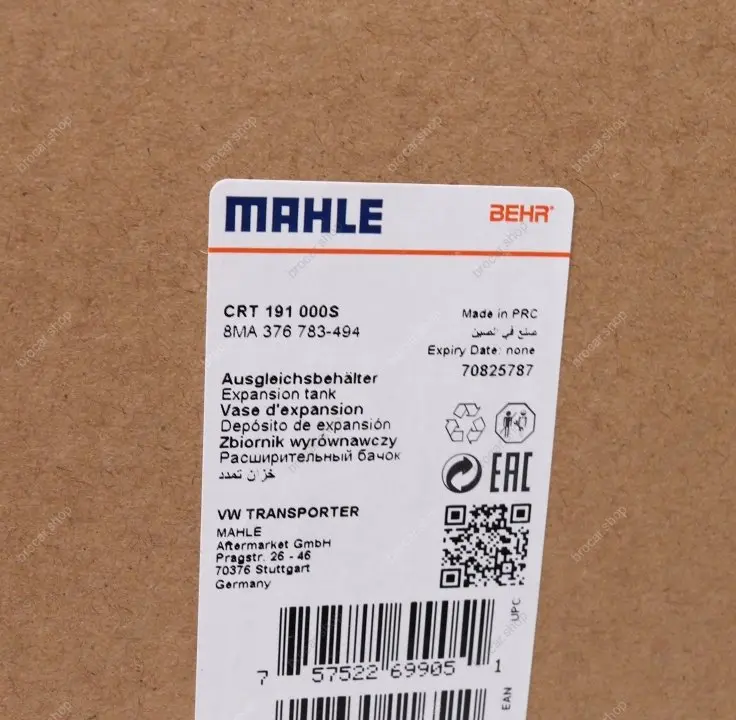 MAHLE
BEHR®
CRT 191 000S
8MA 376 783-494
Made in PRC
صنع في الصين
Expiry Date: none
70825787
Ausgleichsbehälter
Expansion tank
Vase d'expansion
Depósito de expansión
Zbiornik wyrównawczy
Расширительный бачок
خزان تمدد
EAC
VW TRANSPORTER
MAHLE
Aftermarket GmbH
Pragstr. 26 - 46
70376 Stuttgart
Germany
UPC
7 57522 69905 1
EAN
brocar.shop